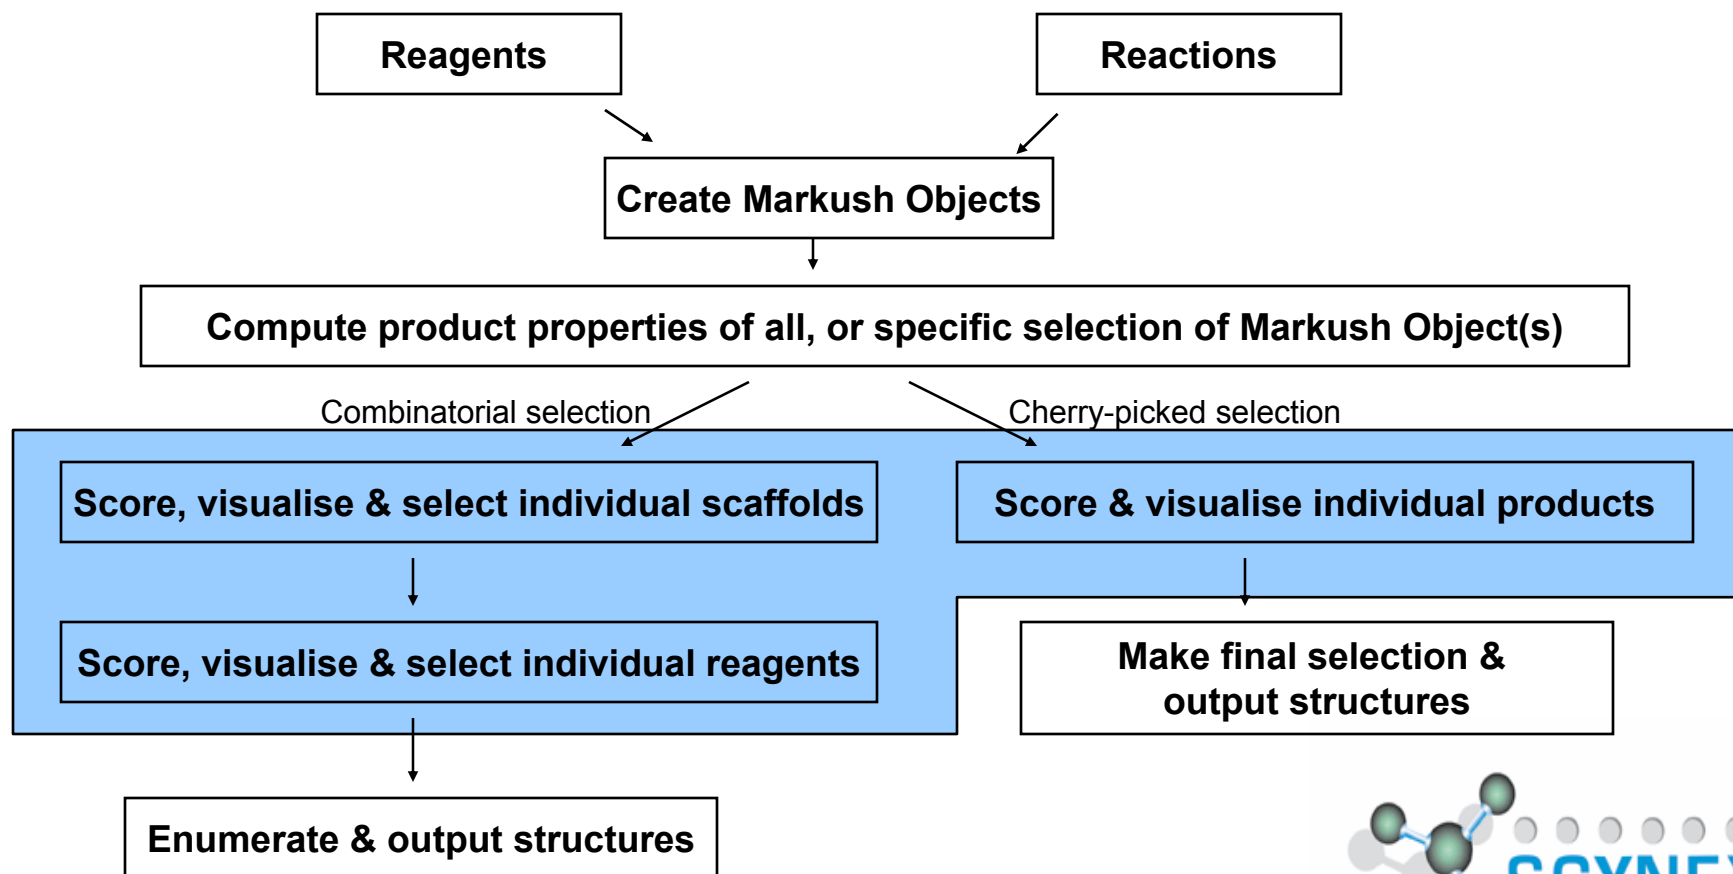 Reagents
Reactions
Create Markush Objects
Compute product properties of all, or specific selection of Markush Object(s)
Combinatorial selection
Cherry-picked selection
Score, visualise & select individual scaffolds
Score & visualise individual products
Score, visualise & select individual reagents
Make final selection &
output structures
Enumerate & output structures